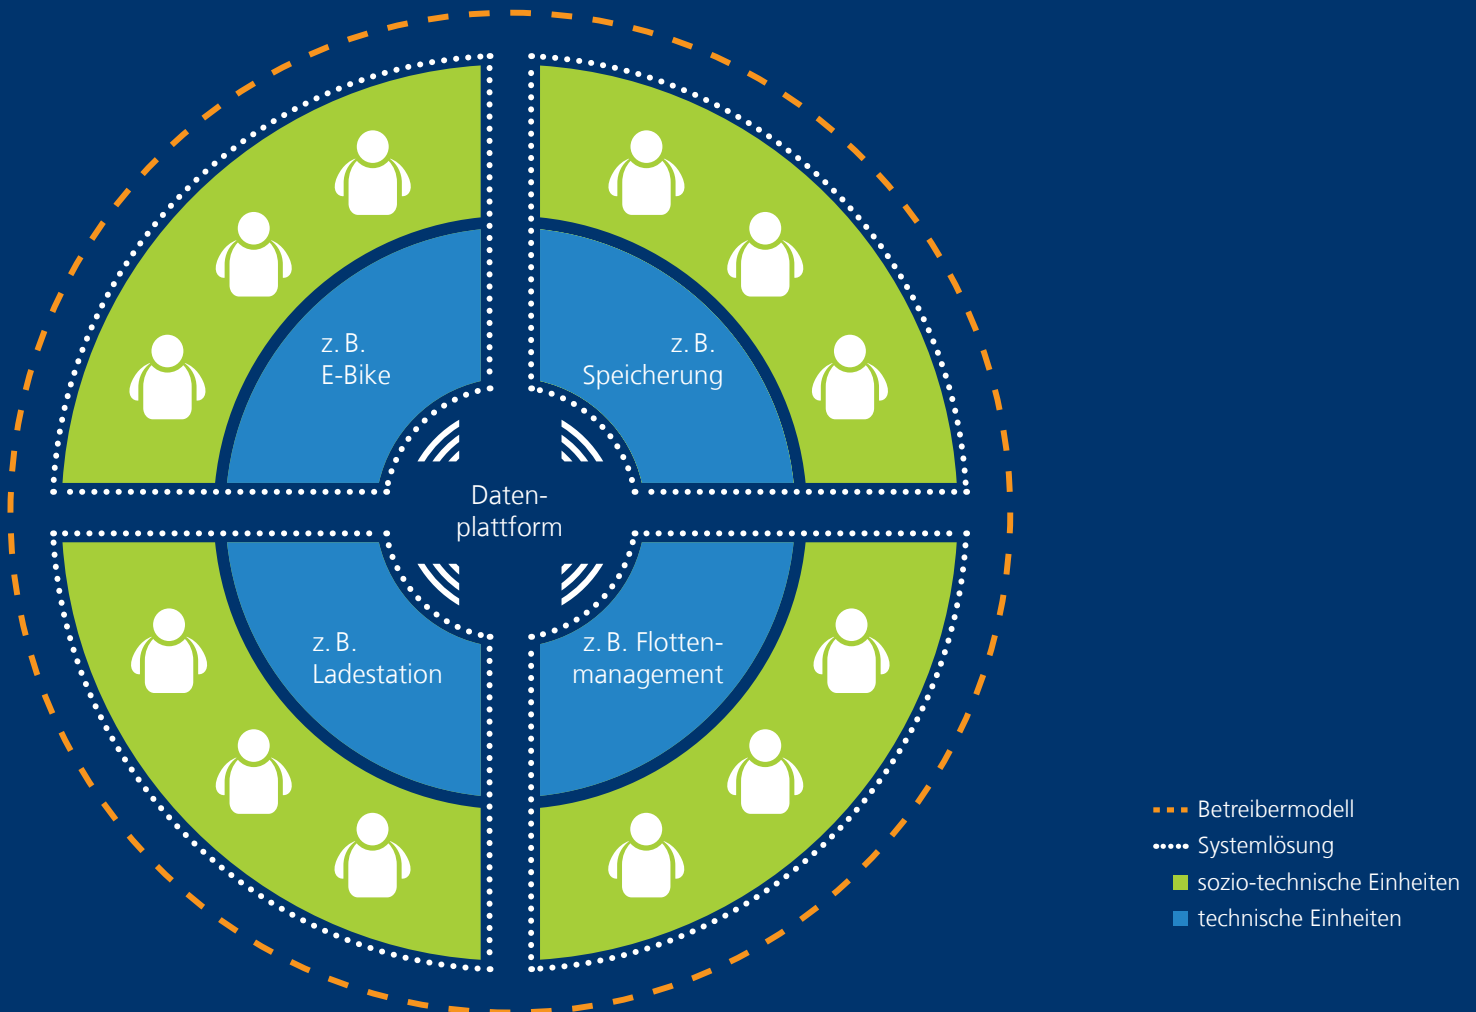 z. B.
E-Bike
z. B.
Speicherung
Daten-
plattform
z. B.
Ladestation
z. B. Flotten-
management
Betreibermodell
Systemlösung
sozio-technische Einheiten
technische Einheiten